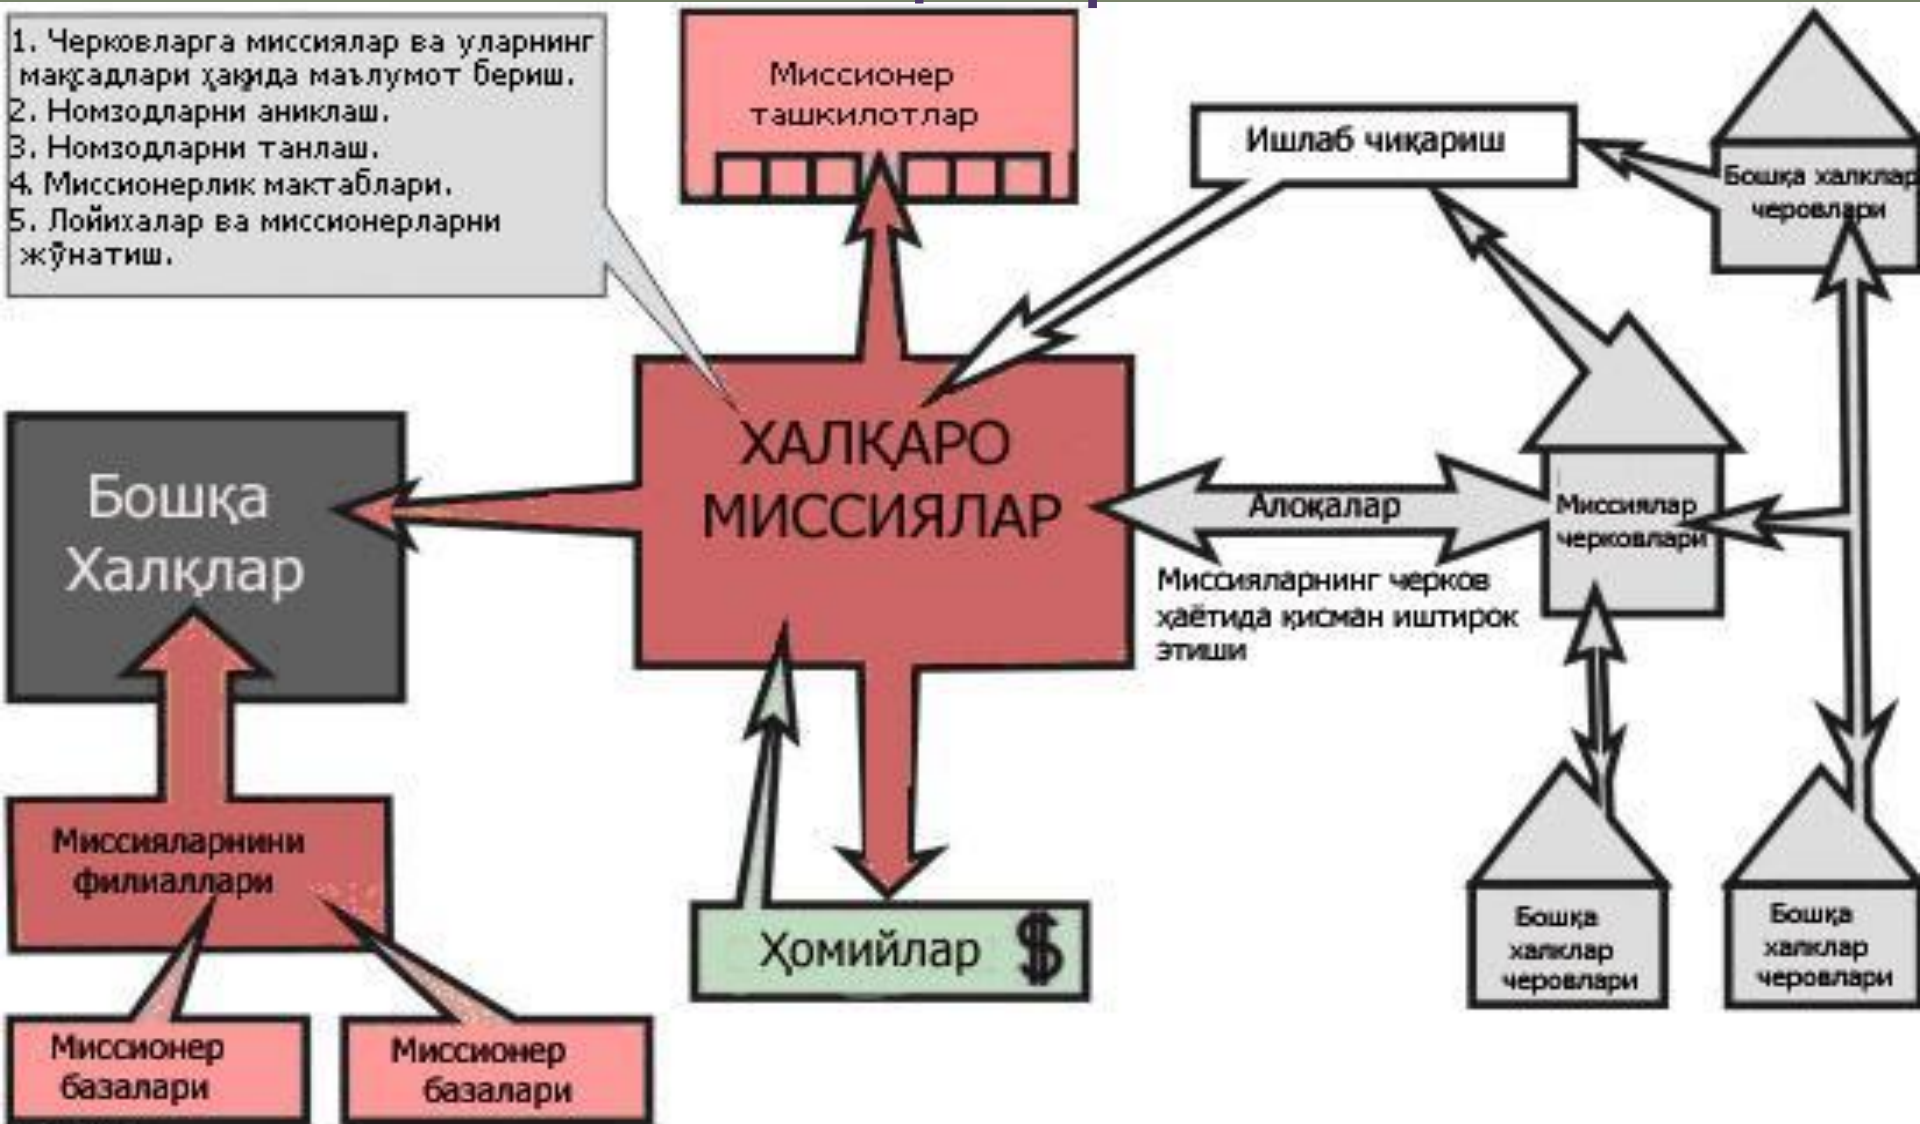 1. Черковларга миссиялар ва уларнинг
мақсадлари ҳақида маълумот бериш.
2. Номзодларни аниклаш.
3. Номзодларни танлаш.
4. Миссионерлик мактаблари.
5. Лойихалар ва миссионерларни
жўнатиш.
Миссионер
ташкилотлар
Ишлаб чиқариш
Бошқа халклар
черовлари
ХАЛҚАРО
МИССИЯЛАР
Бошқа
Халқлар
Алоқалар
Миссиялар
черковлари
Миссияларнинг черков
ҳаётида қисман иштирок
этиши
Миссияларнини
филиаллари
Ҳомийлар $
Бошқа
халклар
черовлари
Бошқа
халклар
черовлари
Миссионер
базалари
Миссионер
базалари